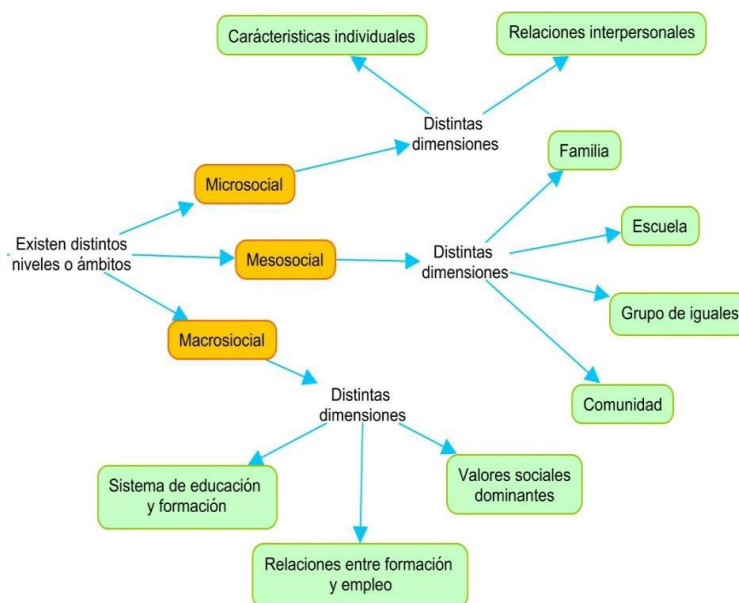 Carácteristicas individuales
Relaciones interpersonales
Distintas
dimensiones
Familia
Microsocial
Escuela
Existen distintos
niveles o ámbitos
Mesosocial
Distintas
dimensiones
Grupo de iguales
Macrosiocial
Distintas
dimensiones
Comunidad
Sistema de educación
y formación
Valores sociales
dominantes
Relaciones entre formación
y empleo